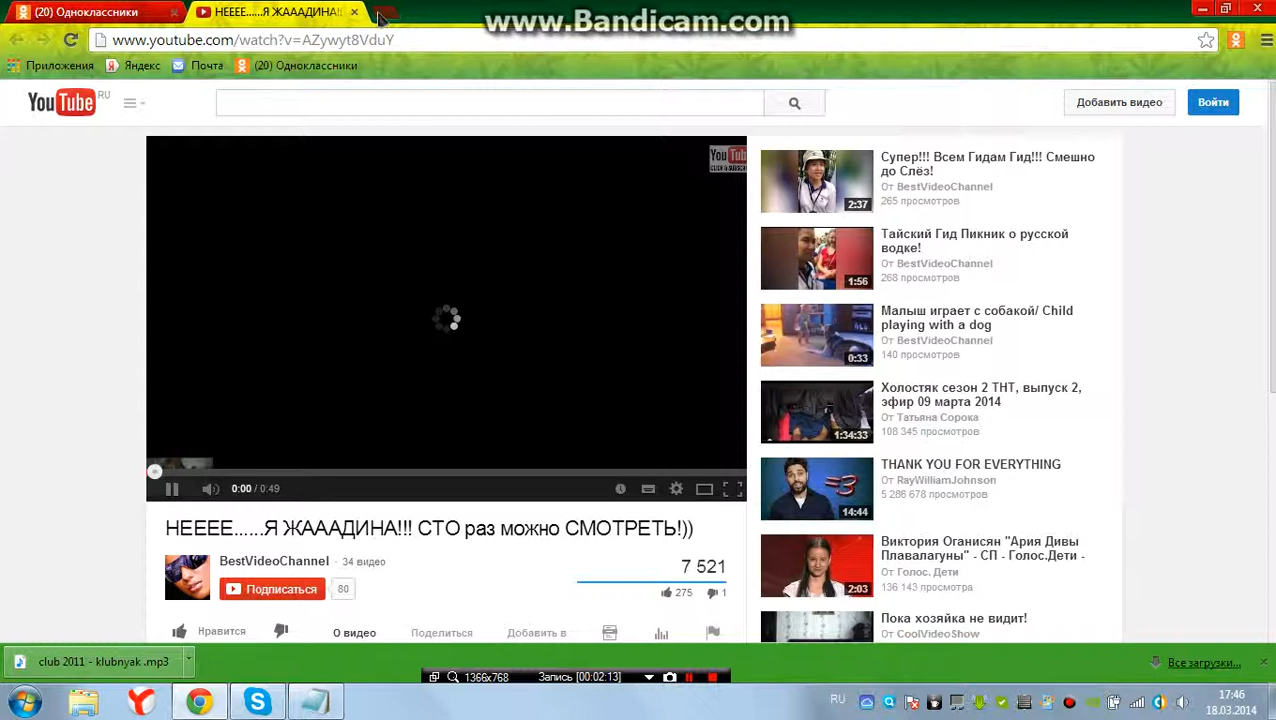 (20) Одноклассники
НЕЕЕЕ......Я ЖАААДИНА!!
www.Bandicam.com
www.youtube.com/watch?v=AZywyt8VduY
Приложения
Яндекс
Почта
(20) Одноклассники
YouTube RU
Добавить видео
Войти
YouTube
CLICK & SUBSCRIBE
0:00 / 0:49
НЕЕЕЕ......Я ЖАААДИНА!!! СТО раз можно СМОТРЕТЬ!))
BestVideoChannel · 34 видео
Подписаться
80
7 521
275
1
Нравится
О видео
Поделиться
Добавить в
Супер!!! Всем Гидам Гид!!! Смешно
до Слёз!
От BestVideoChannel
265 просмотров
2:37
Тайский Гид Пикник о русской
водке!
От BestVideoChannel
268 просмотров
1:56
Малыш играет с собакой/ Child
playing with a dog
От BestVideoChannel
140 просмотров
0:33
Холостяк сезон 2 ТНТ, выпуск 2,
эфир 09 марта 2014
От Татьяна Сорока
108 345 просмотров
1:34:33
THANK YOU FOR EVERYTHING
От RayWilliamJohnson
5 286 678 просмотров
=3
14:44
Виктория Оганисян "Ария Дивы
Плавалагуны" - СП - Голос.Дети -
От Голос. Дети
136 143 просмотра
2:03
Пока хозяйка не видит!
От CoolVideoShow
club 2011 - klubnyak .mp3
1366x768
Запись [00:02:13]
Все загрузки...
RU
17:46
18.03.2014